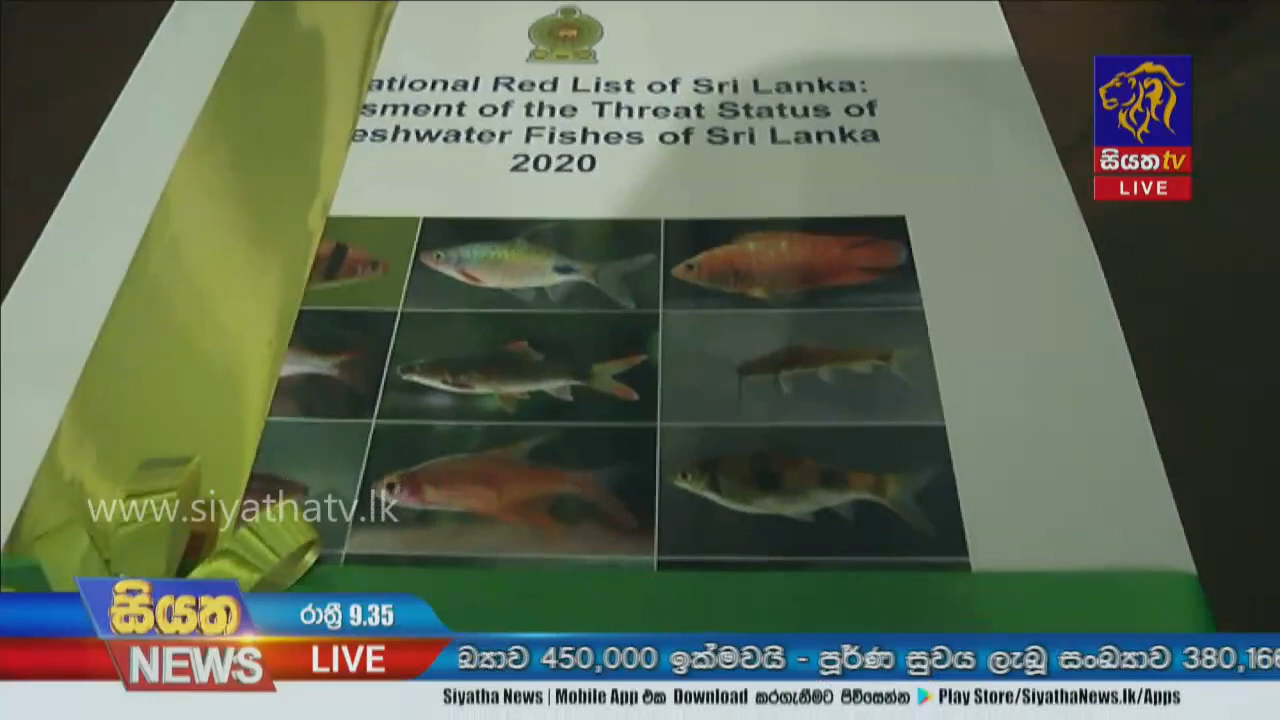 ational Red List of Sri Lanka:
sment of the Threat Status of
eshwater Fishes of Sri Lanka
2020
සියත tv
LIVE
www.siyathatv.lk
සියත
NEWS
රාත්‍රී 9.35
LIVE
ඛ්‍යාව 450,000 ඉක්මවයි - පූර්ණ සුවය ලැබූ සංඛ්‍යාව 380,166
Siyatha News | Mobile App එක Download කරගැනීමට පිවිසෙන්න Play Store/SiyathaNews.lk/Apps